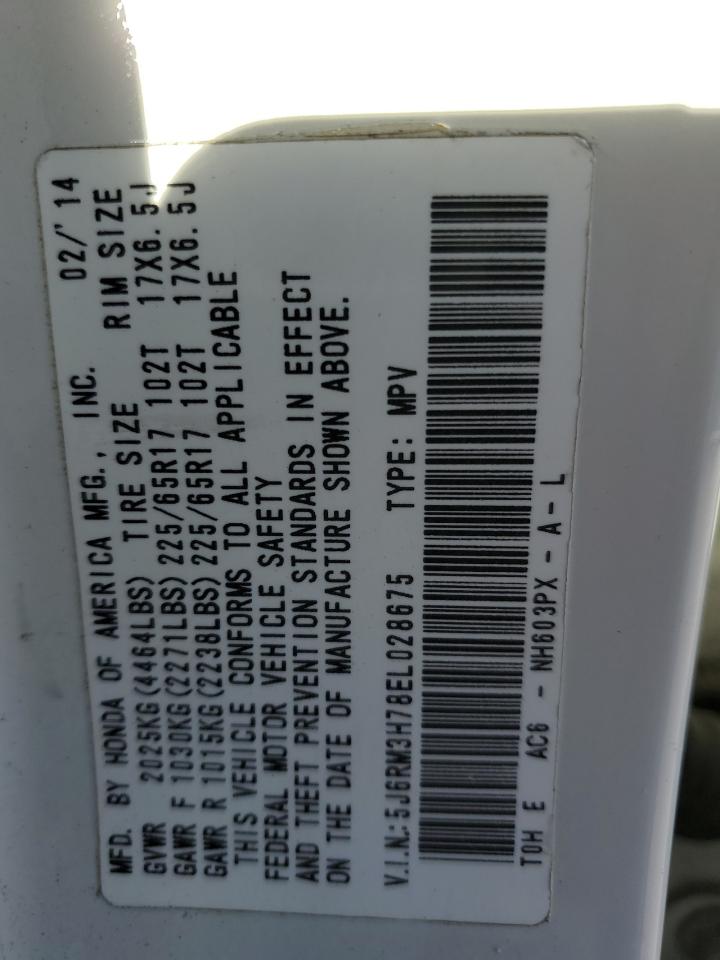 MFD. BY HONDA OF AMERICA MFG., INC. 02/'14
GVWR 2025KG(4464LBS) TIRE SIZE RIM SIZE
GAWR F 1030KG(2271LBS) 225/65R17 102T 17X6.5J
GAWR R 1015KG(2238LBS) 225/65R17 102T 17X6.5J
THIS VEHICLE CONFORMS TO ALL APPLICABLE
FEDERAL MOTOR VEHICLE SAFETY
AND THEFT PREVENTION STANDARDS IN EFFECT
ON THE DATE OF MANUFACTURE SHOWN ABOVE.
V.I.N.: 5J6RM3H78EL028675 TYPE: MPV
TOH E AC6 - NH603PX - A - L